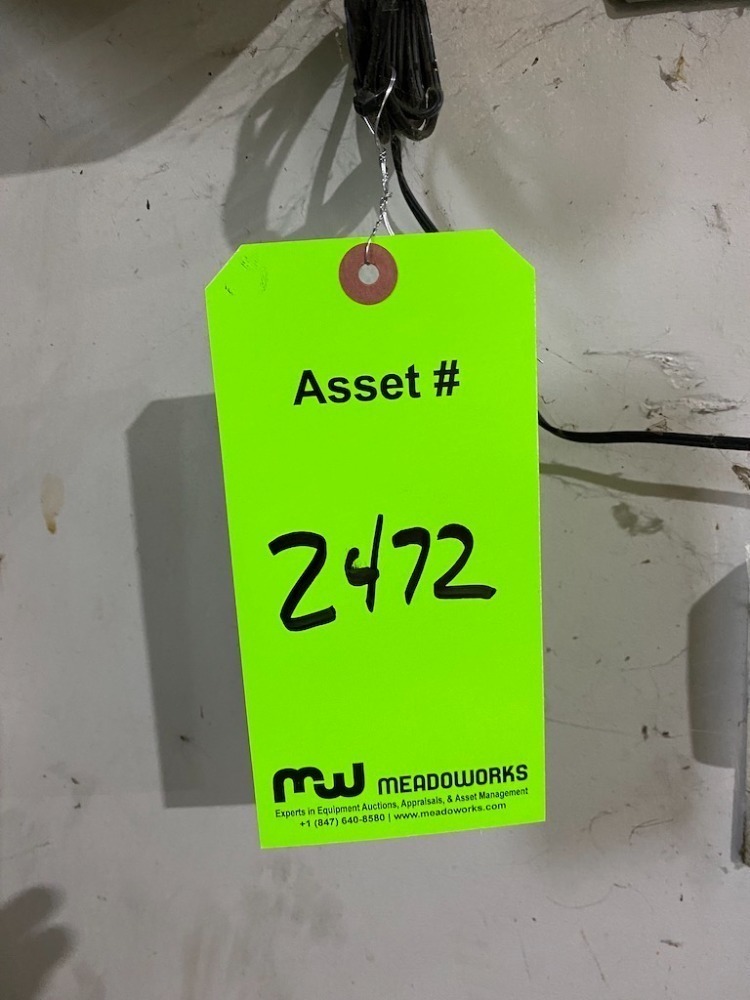 Asset #
2472
mw MEADOWORKS
Experts in Equipment Auctions, Appraisals, & Asset Management
+1 (847) 640-8580 | www.meadoworks.com